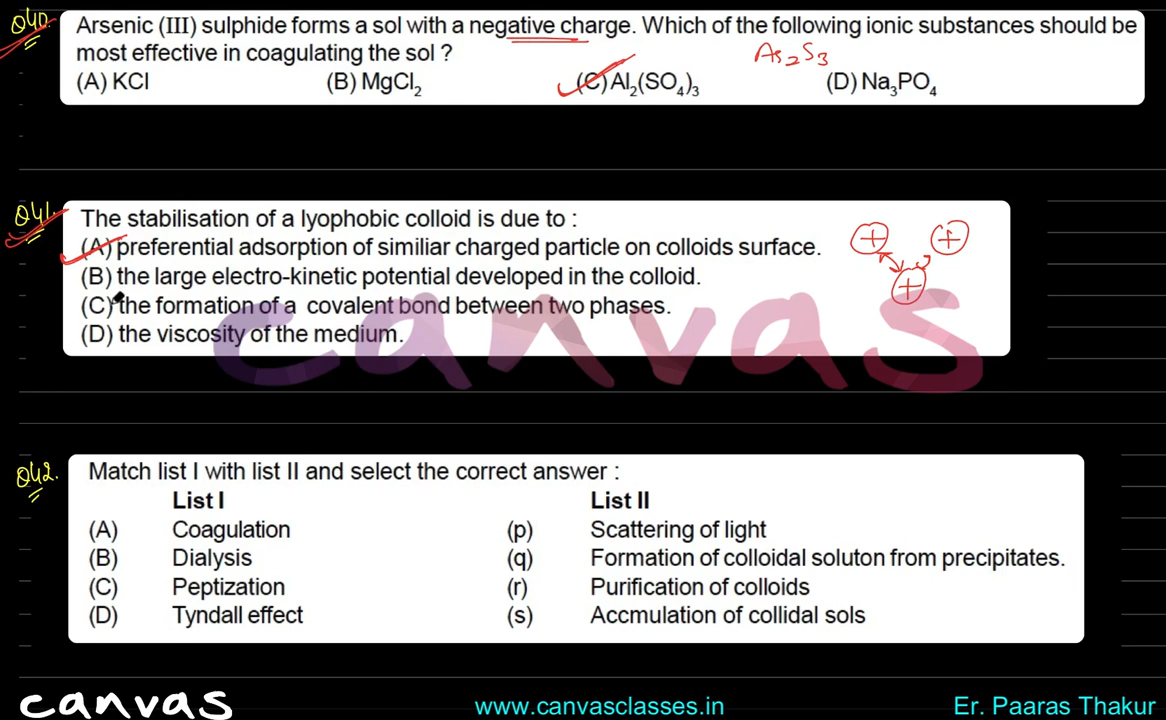 Q40.
Arsenic (III) sulphide forms a sol with a negative charge. Which of the following ionic substances should be
most effective in coagulating the sol ?
As₂S₃
(A) KCl (B) MgCl₂ (C) Al₂(SO₄)₃ (D) Na₃PO₄
Q41.
The stabilisation of a lyophobic colloid is due to :
(A) preferential adsorption of similiar charged particle on colloids surface.
(B) the large electro-kinetic potential developed in the colloid.
(C) the formation of a covalent bond between two phases.
(D) the viscosity of the medium.
+ +
+
canvas
Q42.
Match list I with list II and select the correct answer :
List I List II
(A) Coagulation (p) Scattering of light
(B) Dialysis (q) Formation of colloidal soluton from precipitates.
(C) Peptization (r) Purification of colloids
(D) Tyndall effect (s) Accmulation of collidal sols
canvas www.canvasclasses.in Er. Paaras Thakur